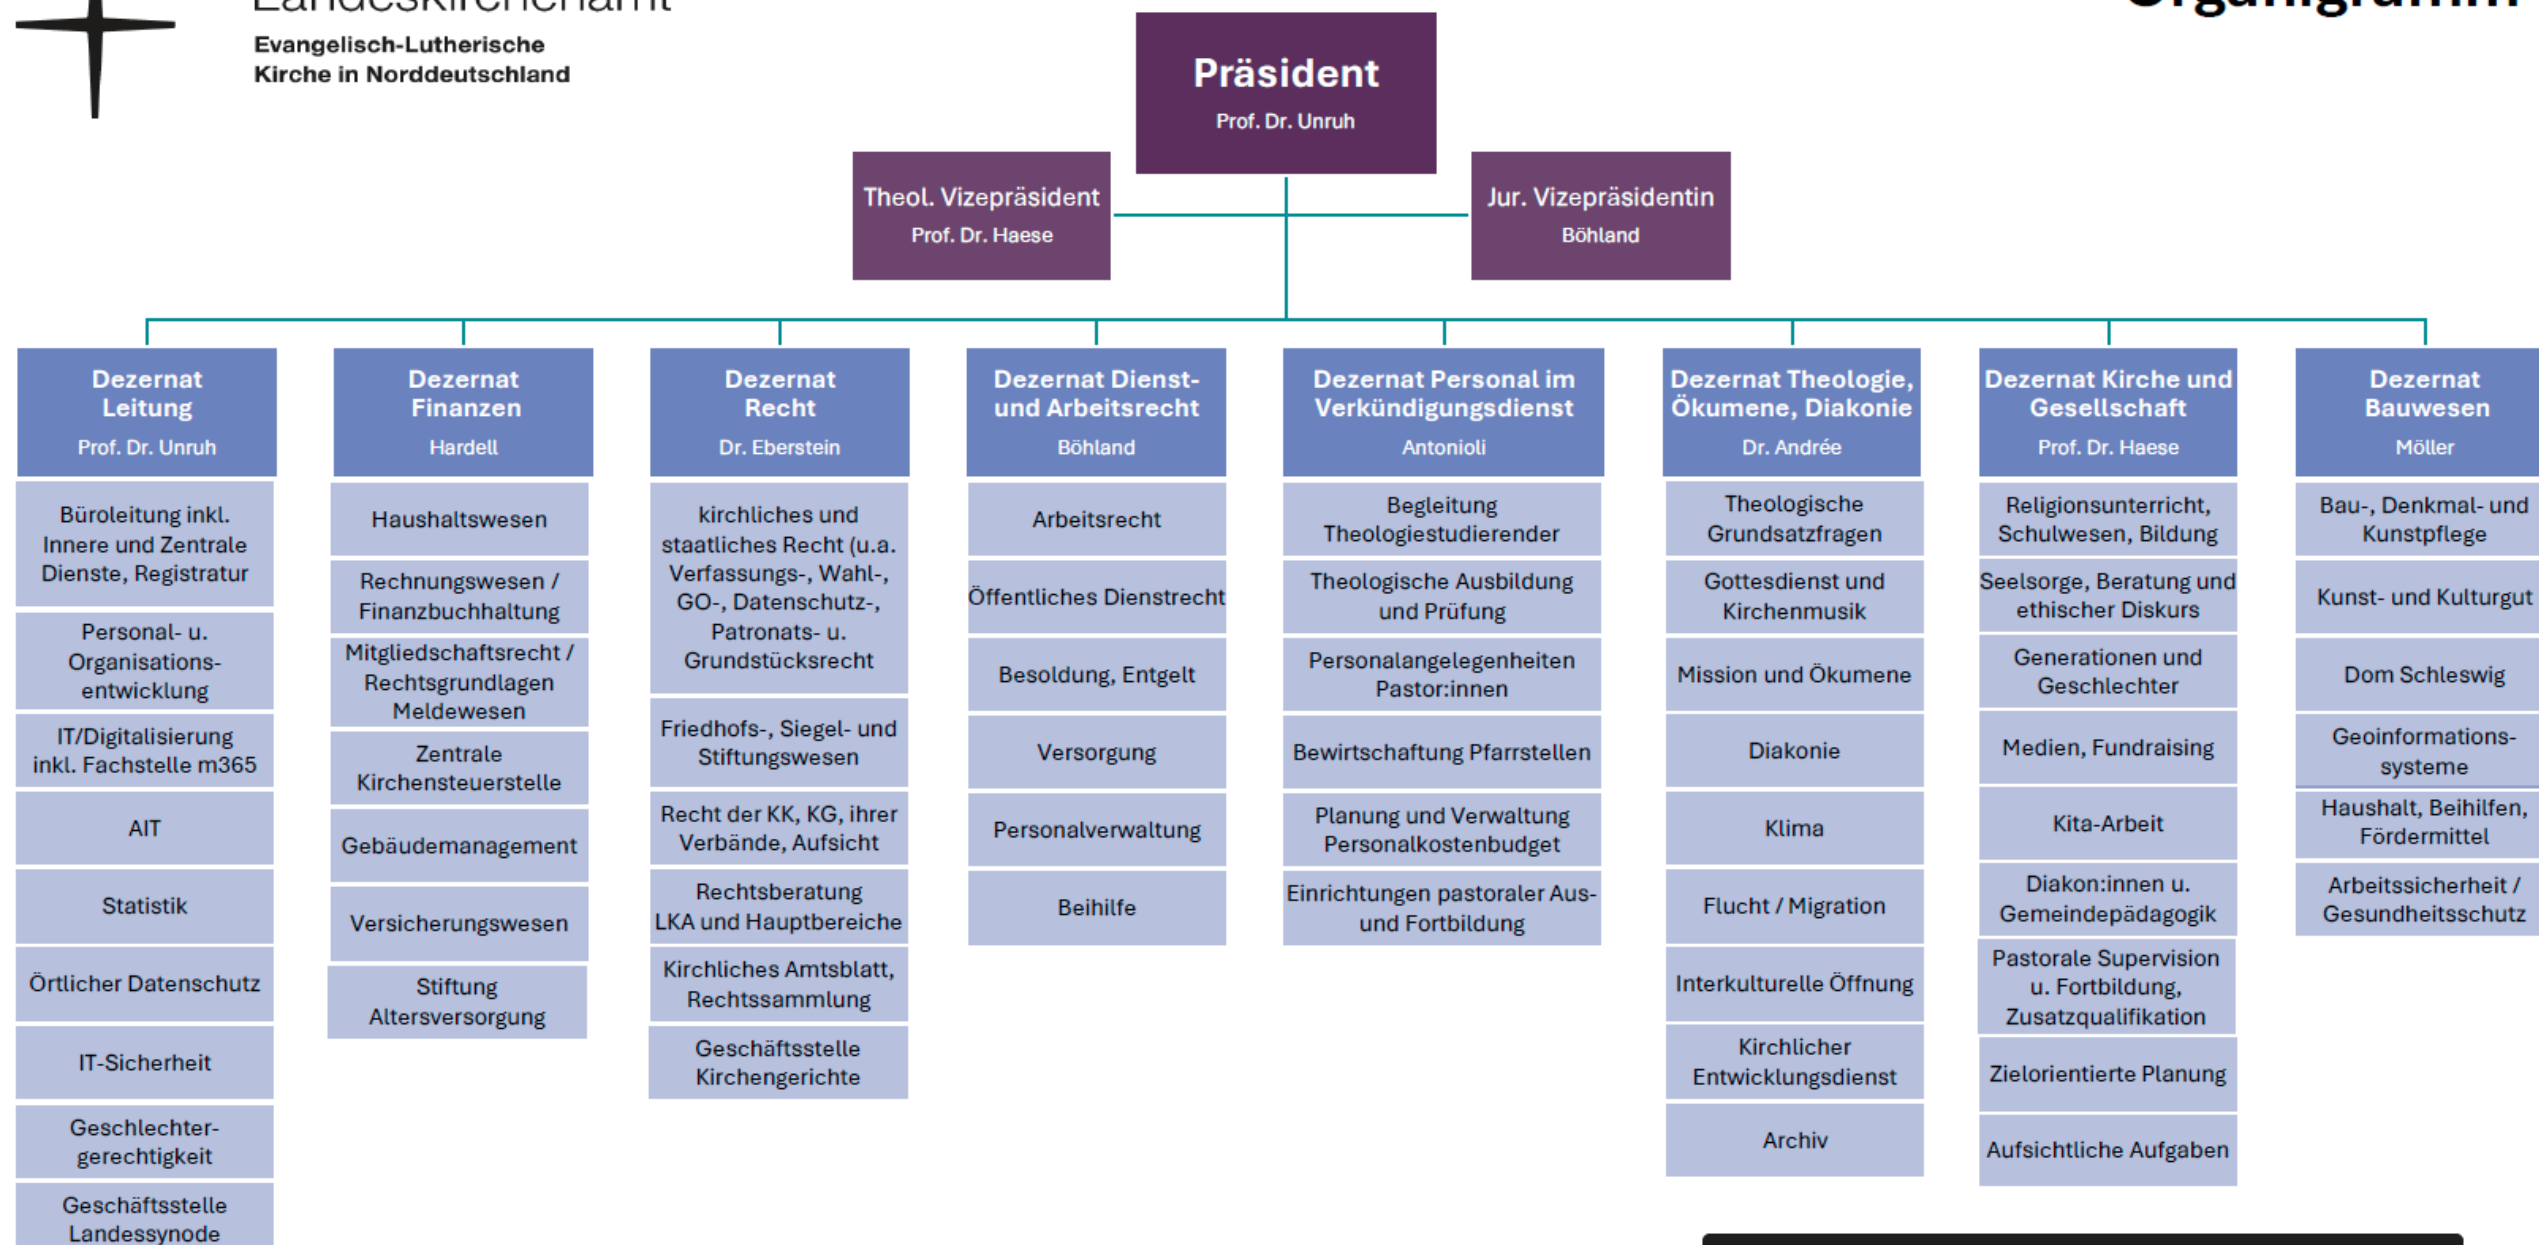 Landeskirchenamt
Evangelisch-Lutherische
Kirche in Norddeutschland
Organigramm
Präsident
Prof. Dr. Unruh
Theol. Vizepräsident
Prof. Dr. Haese
Jur. Vizepräsidentin
Böhland
Dezernat
Leitung
Prof. Dr. Unruh
Büroleitung inkl.
Innere und Zentrale
Dienste, Registratur
Personal- u.
Organisations-
entwicklung
IT/Digitalisierung
inkl. Fachstelle m365
AIT
Statistik
Örtlicher Datenschutz
IT-Sicherheit
Geschlechter-
gerechtigkeit
Geschäftsstelle
Landessynode
Dezernat
Finanzen
Hardell
Haushaltswesen
Rechnungswesen /
Finanzbuchhaltung
Mitgliedschaftsrecht /
Rechtsgrundlagen
Meldewesen
Zentrale
Kirchensteuerstelle
Gebäudemanagement
Versicherungswesen
Stiftung
Altersversorgung
Dezernat
Recht
Dr. Eberstein
kirchliches und
staatliches Recht (u.a.
Verfassungs-, Wahl-,
GO-, Datenschutz-,
Patronats- u.
Grundstücksrecht
Friedhofs-, Siegel- und
Stiftungswesen
Recht der KK, KG, ihrer
Verbände, Aufsicht
Rechtsberatung
LKA und Hauptbereiche
Kirchliches Amtsblatt,
Rechtssammlung
Geschäftsstelle
Kirchengerichte
Dezernat Dienst-
und Arbeitsrecht
Böhland
Arbeitsrecht
Öffentliches Dienstrecht
Besoldung, Entgelt
Versorgung
Personalverwaltung
Beihilfe
Dezernat Personal im
Verkündigungsdienst
Antonioli
Begleitung
Theologiestudierender
Theologische Ausbildung
und Prüfung
Personalangelegenheiten
Pastor:innen
Bewirtschaftung Pfarrstellen
Planung und Verwaltung
Personalkostenbudget
Einrichtungen pastoraler Aus-
und Fortbildung
Dezernat Theologie,
Ökumene, Diakonie
Dr. Andrée
Theologische
Grundsatzfragen
Gottesdienst und
Kirchenmusik
Mission und Ökumene
Diakonie
Klima
Flucht / Migration
Interkulturelle Öffnung
Kirchlicher
Entwicklungsdienst
Archiv
Dezernat Kirche und
Gesellschaft
Prof. Dr. Haese
Religionsunterricht,
Schulwesen, Bildung
Seelsorge, Beratung und
ethischer Diskurs
Generationen und
Geschlechter
Medien, Fundraising
Kita-Arbeit
Diakon:innen u.
Gemeindepädagogik
Pastorale Supervision
u. Fortbildung,
Zusatzqualifikation
Zielorientierte Planung
Aufsichtliche Aufgaben
Dezernat
Bauwesen
Möller
Bau-, Denkmal- und
Kunstpflege
Kunst- und Kulturgut
Dom Schleswig
Geoinformations-
systeme
Haushalt, Beihilfen,
Fördermittel
Arbeitssicherheit /
Gesundheitsschutz